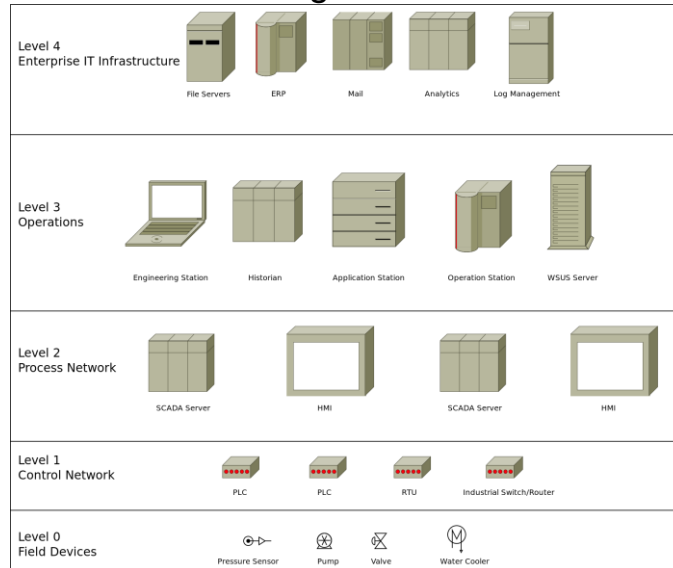 Level 4
Enterprise IT Infrastructure
File Servers ERP Mail Analytics Log Management
Level 3
Operations
Engineering Station Historian Application Station Operation Station WSUS Server
Level 2
Process Network
SCADA Server HMI SCADA Server HMI
Level 1
Control Network
PLC PLC RTU Industrial Switch/Router
Level 0
Field Devices
Pressure Sensor Pump Valve Water Cooler